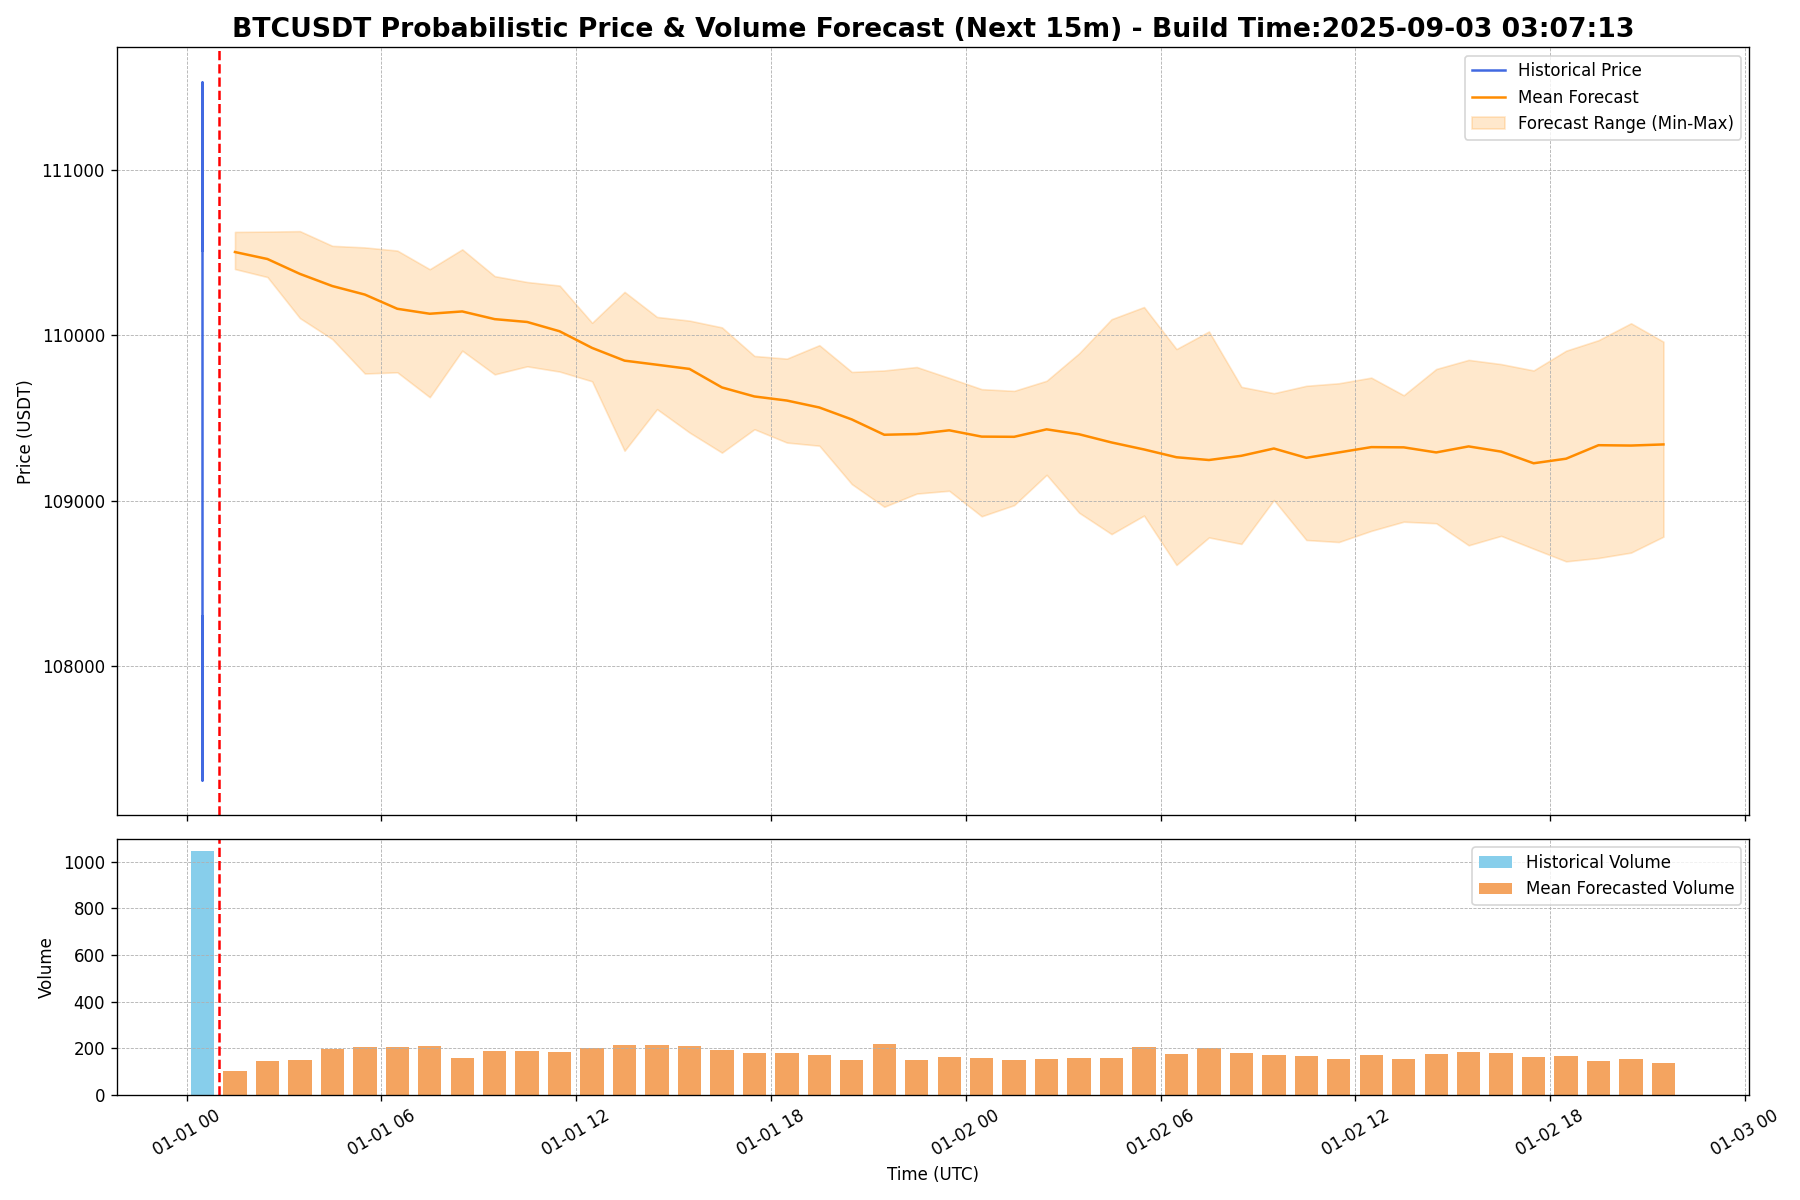 BTCUSDT Probabilistic Price & Volume Forecast (Next 15m) - Build Time:2025-09-03 03:07:13
Historical Price
Mean Forecast
Forecast Range (Min-Max)
Price (USDT)
111000
110000
109000
108000
Historical Volume
Mean Forecasted Volume
Volume
1000
800
600
400
200
0
01-01 00
01-01 06
01-01 12
01-01 18
01-02 00
01-02 06
01-02 12
01-02 18
01-03 00
Time (UTC)